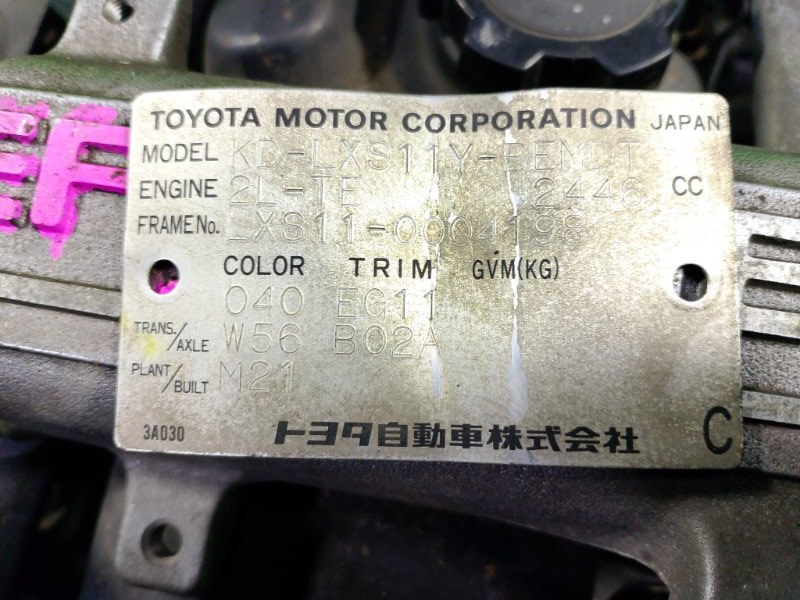 TOYOTA MOTOR CORPORATION JAPAN
MODEL KD-LXS11Y-PEMDT
ENGINE 2L-TE 2446 CC
FRAME No. LXS11-0004198
COLOR TRIM GVM(KG)
040 EG11
TRANS./AXLE W56 B02A
PLANT/BUILT M21
3A030 トヨタ自動車株式会社 C